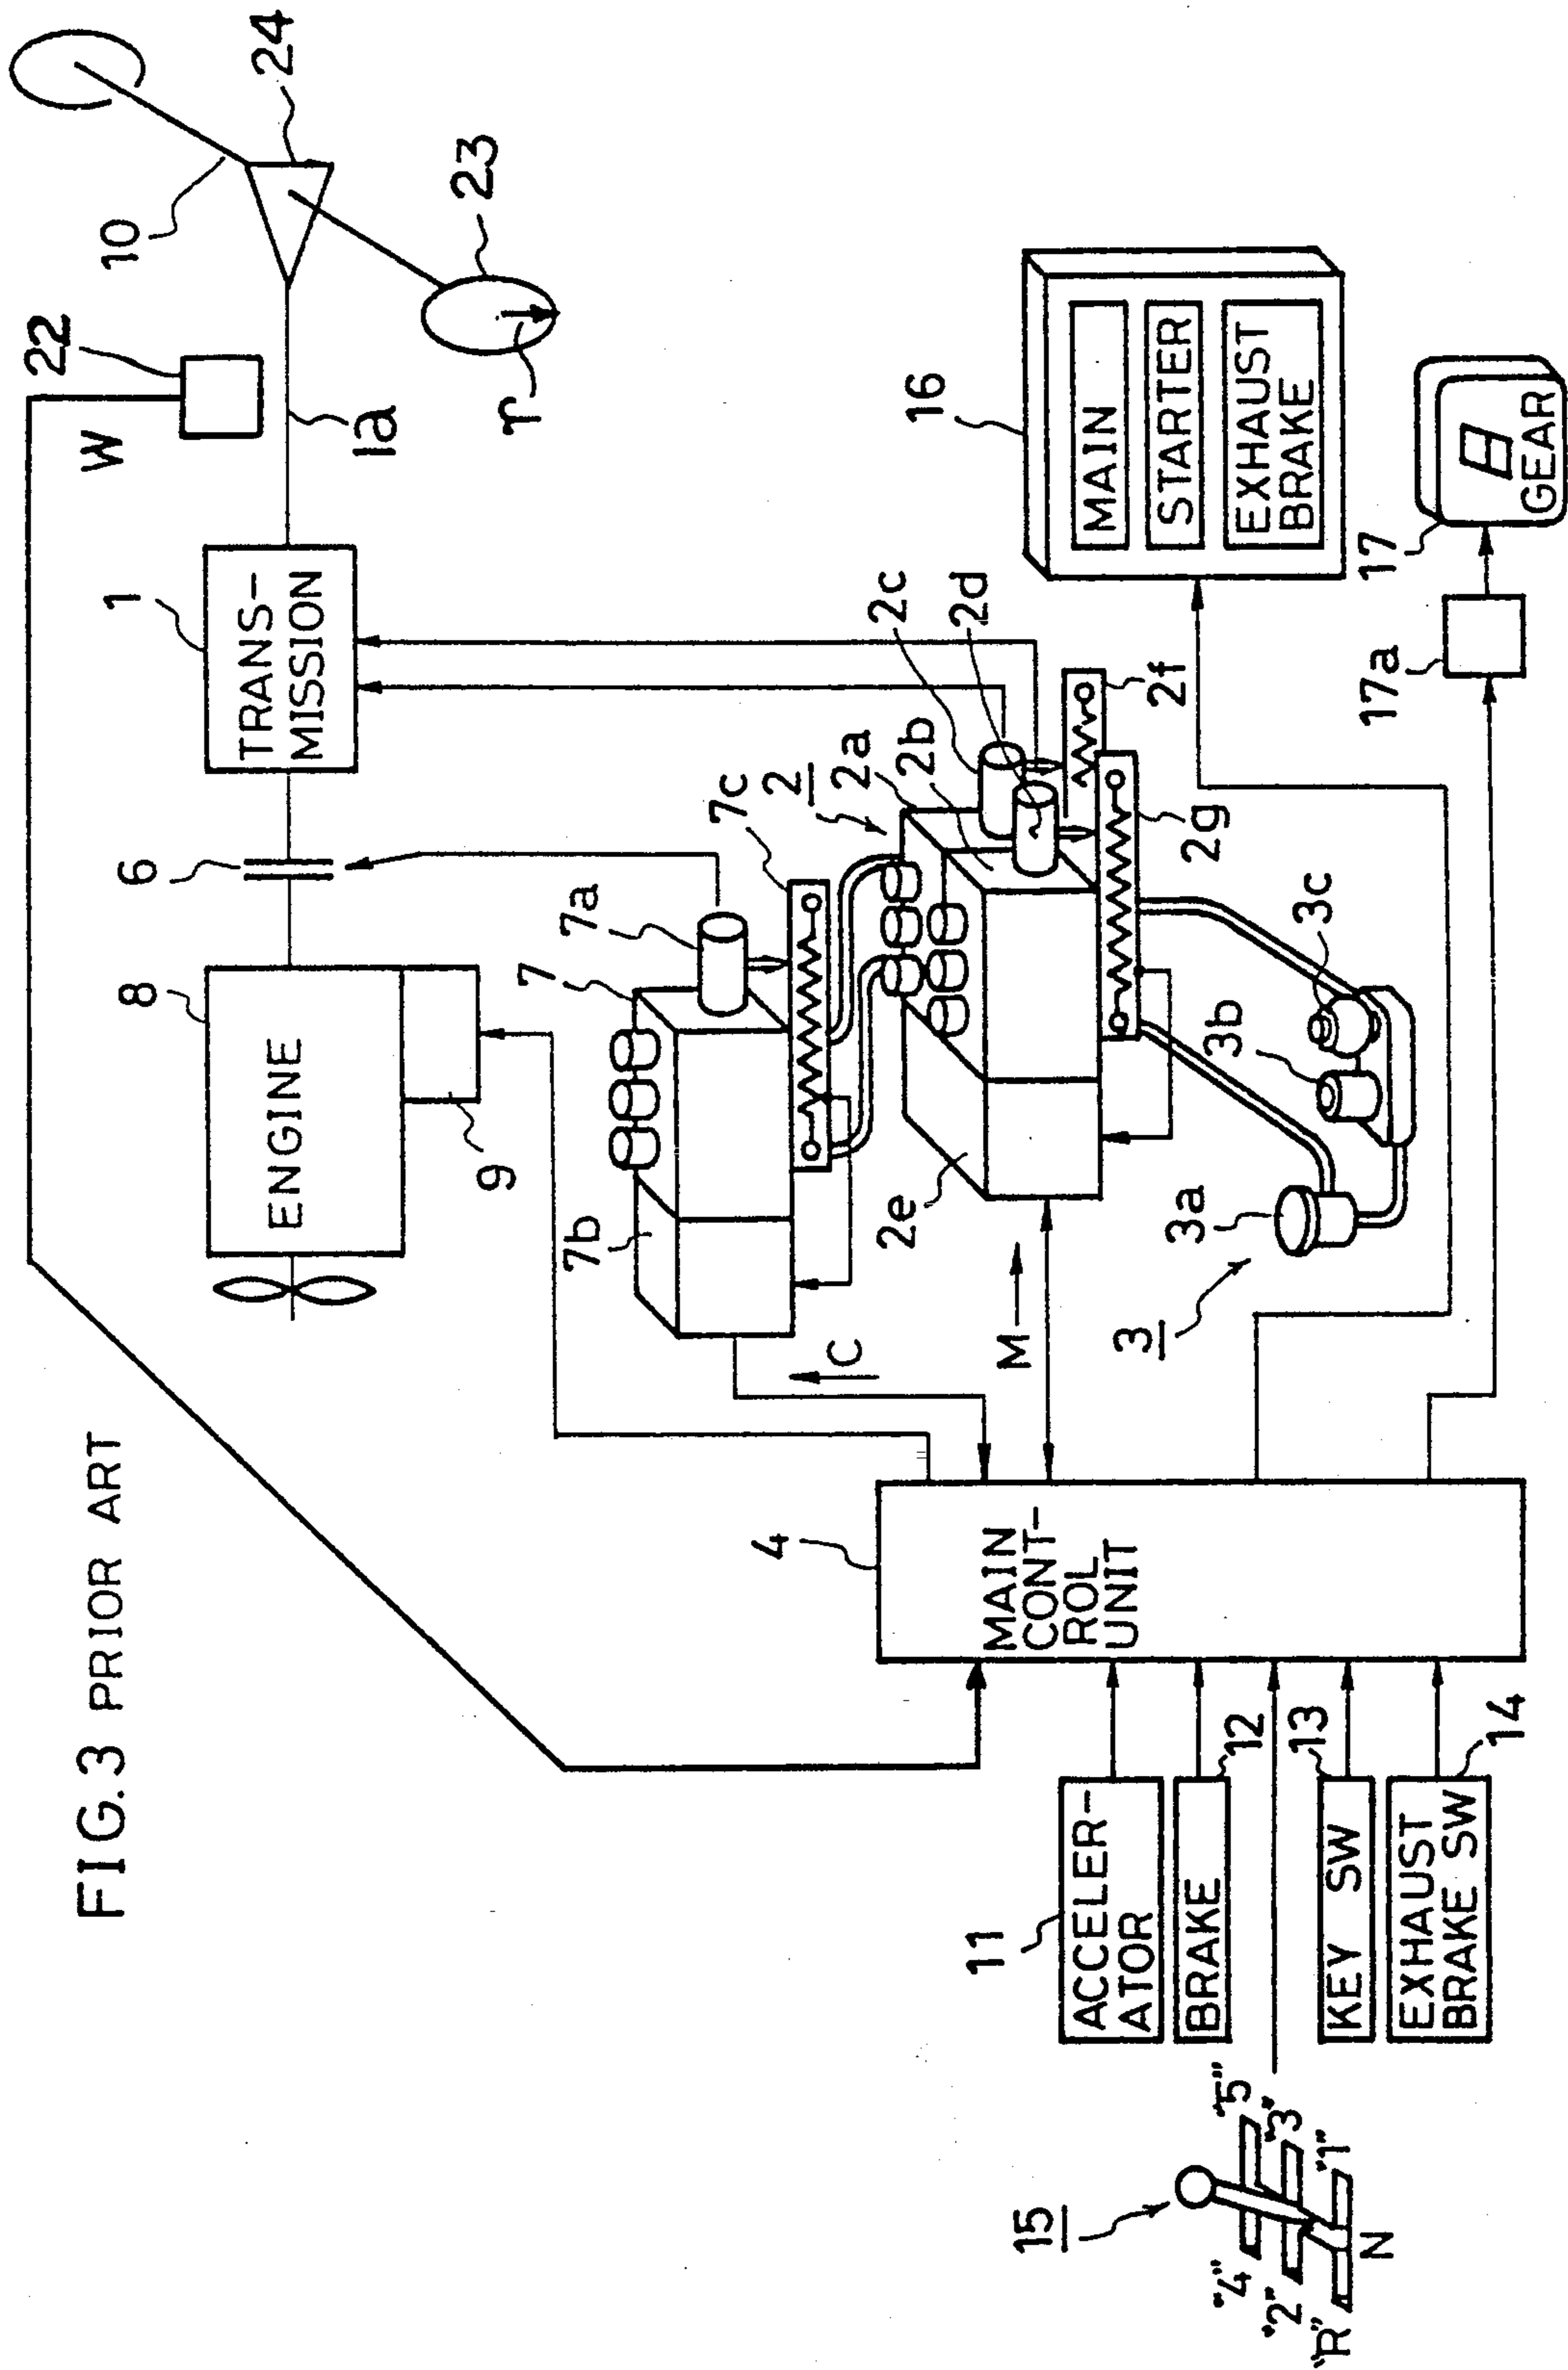 FIG.3 PRIOR ART
22
W
10
24
23
r
1a
1
TRANS-
MISSION
6
8
ENGINE
9
7
7a
7b
7c
C
2
2a
2b
2c
2d
2e
2f
2g
M
3
3a
3b
3c
16
MAIN
STARTER
EXHAUST
BRAKE
17
17a
8
GEAR
4
MAIN
CONT-
ROL
UNIT
11
ACCELER-
ATOR
12
BRAKE
13
KEY SW
14
EXHAUST
BRAKE SW
15
"4"
"5"
"2"
"3"
"R"
"1"
N